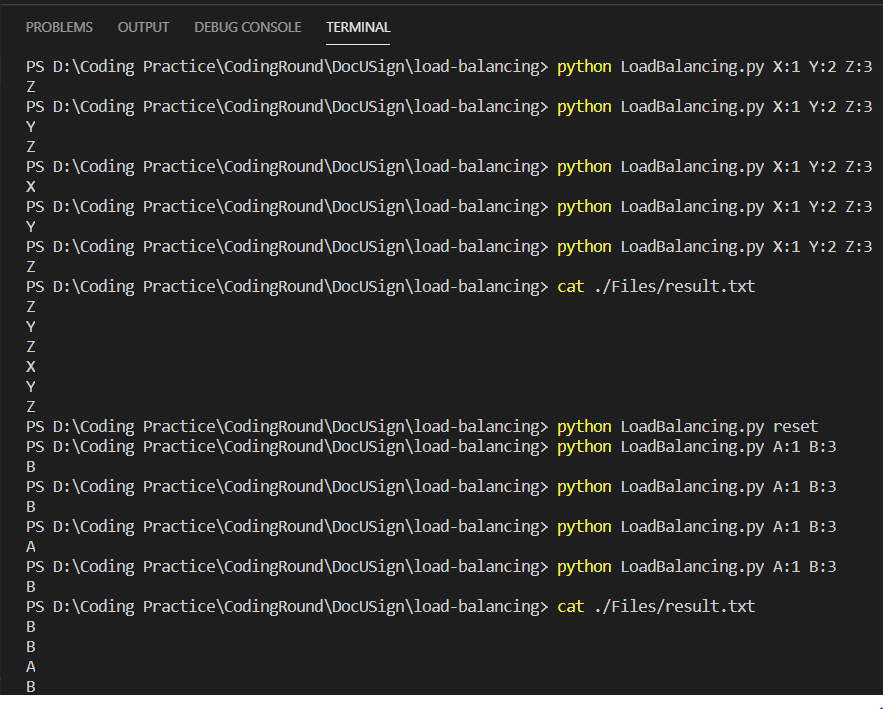 PROBLEMS OUTPUT DEBUG CONSOLE TERMINAL
PS D:\Coding Practice\CodingRound\DocUSign\load-balancing> python LoadBalancing.py X:1 Y:2 Z:3
Z
PS D:\Coding Practice\CodingRound\DocUSign\load-balancing> python LoadBalancing.py X:1 Y:2 Z:3
Y
Z
PS D:\Coding Practice\CodingRound\DocUSign\load-balancing> python LoadBalancing.py X:1 Y:2 Z:3
X
PS D:\Coding Practice\CodingRound\DocUSign\load-balancing> python LoadBalancing.py X:1 Y:2 Z:3
Y
PS D:\Coding Practice\CodingRound\DocUSign\load-balancing> python LoadBalancing.py X:1 Y:2 Z:3
Z
PS D:\Coding Practice\CodingRound\DocUSign\load-balancing> cat ./Files/result.txt
Z
Y
Z
X
Y
Z
PS D:\Coding Practice\CodingRound\DocUSign\load-balancing> python LoadBalancing.py reset
PS D:\Coding Practice\CodingRound\DocUSign\load-balancing> python LoadBalancing.py A:1 B:3
B
PS D:\Coding Practice\CodingRound\DocUSign\load-balancing> python LoadBalancing.py A:1 B:3
B
PS D:\Coding Practice\CodingRound\DocUSign\load-balancing> python LoadBalancing.py A:1 B:3
A
PS D:\Coding Practice\CodingRound\DocUSign\load-balancing> python LoadBalancing.py A:1 B:3
B
PS D:\Coding Practice\CodingRound\DocUSign\load-balancing> cat ./Files/result.txt
B
B
A
B